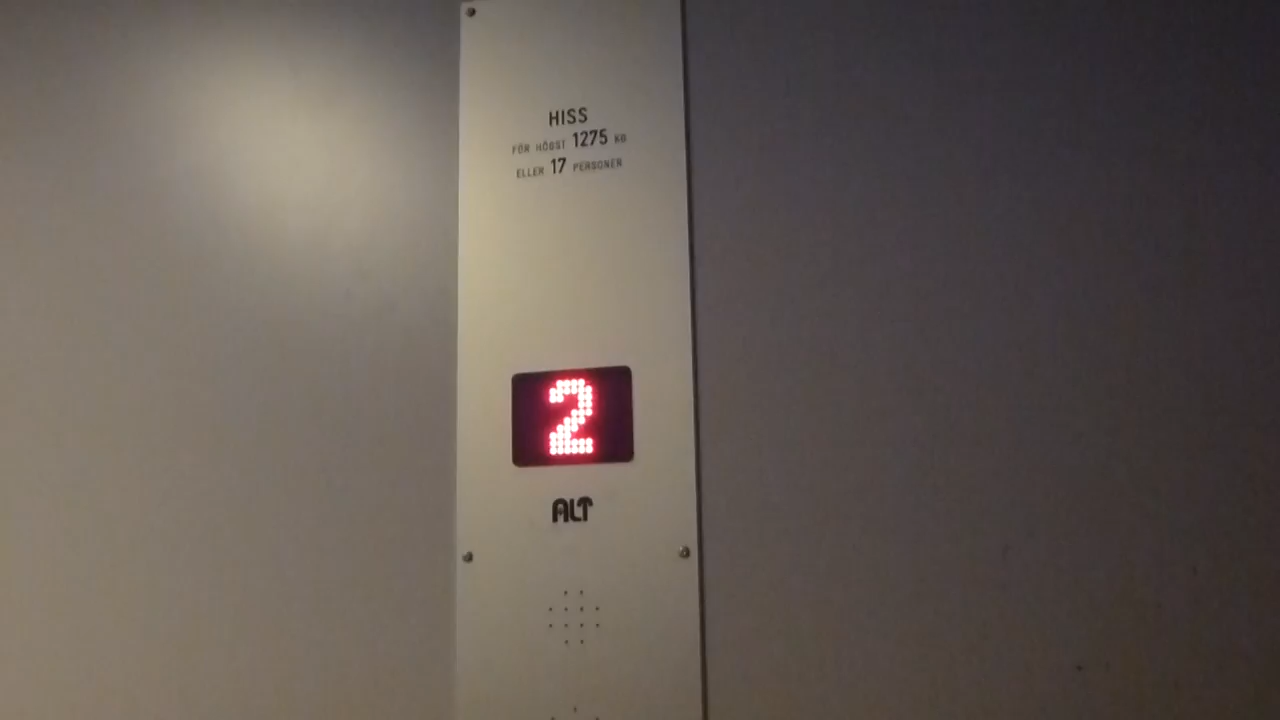 HISS
FÖR HÖGST 1275 KG
ELLER 17 PERSONER
2
ALT